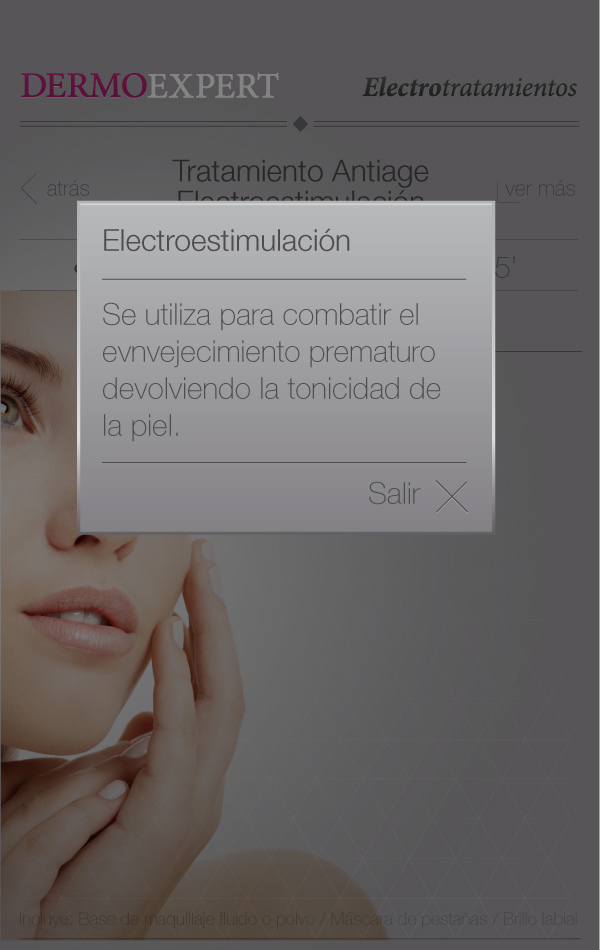 DERMOEXPERT
Electrotratamientos
atrás
Tratamiento Antiage
Electroestimulación
ver más
5'
Electroestimulación
Se utiliza para combatir el
evnvejecimiento prematuro
devolviendo la tonicidad de
la piel.
Salir
Incluye: Base de maquillaje fluido o polvo / Máscara de pestañas / Brillo labial